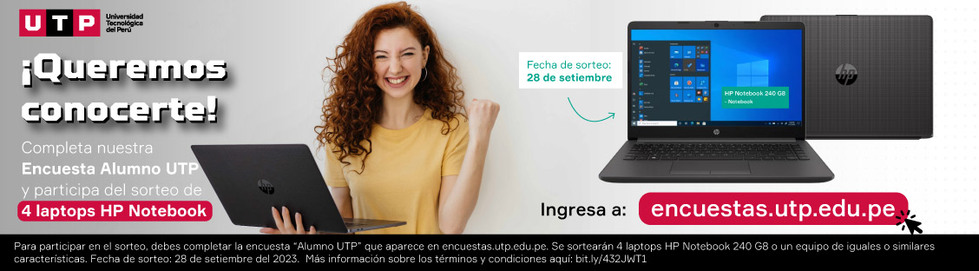 UTP
Universidad
Tecnológica
del Perú
¡Queremos
conocerte!
Completa nuestra
Encuesta Alumno UTP
y participa del sorteo de
4 laptops HP Notebook
hp
Fecha de sorteo:
28 de setiembre
HP Notebook 240 G8
- Notebook
hp
hp
Ingresa a: encuestas.utp.edu.pe
Para participar en el sorteo, debes completar la encuesta “Alumno UTP” que aparece en encuestas.utp.edu.pe. Se sortearán 4 laptops HP Notebook 240 G8 o un equipo de iguales o similares
características. Fecha de sorteo: 28 de setiembre del 2023. Más información sobre los términos y condiciones aquí: bit.ly/432JWT1